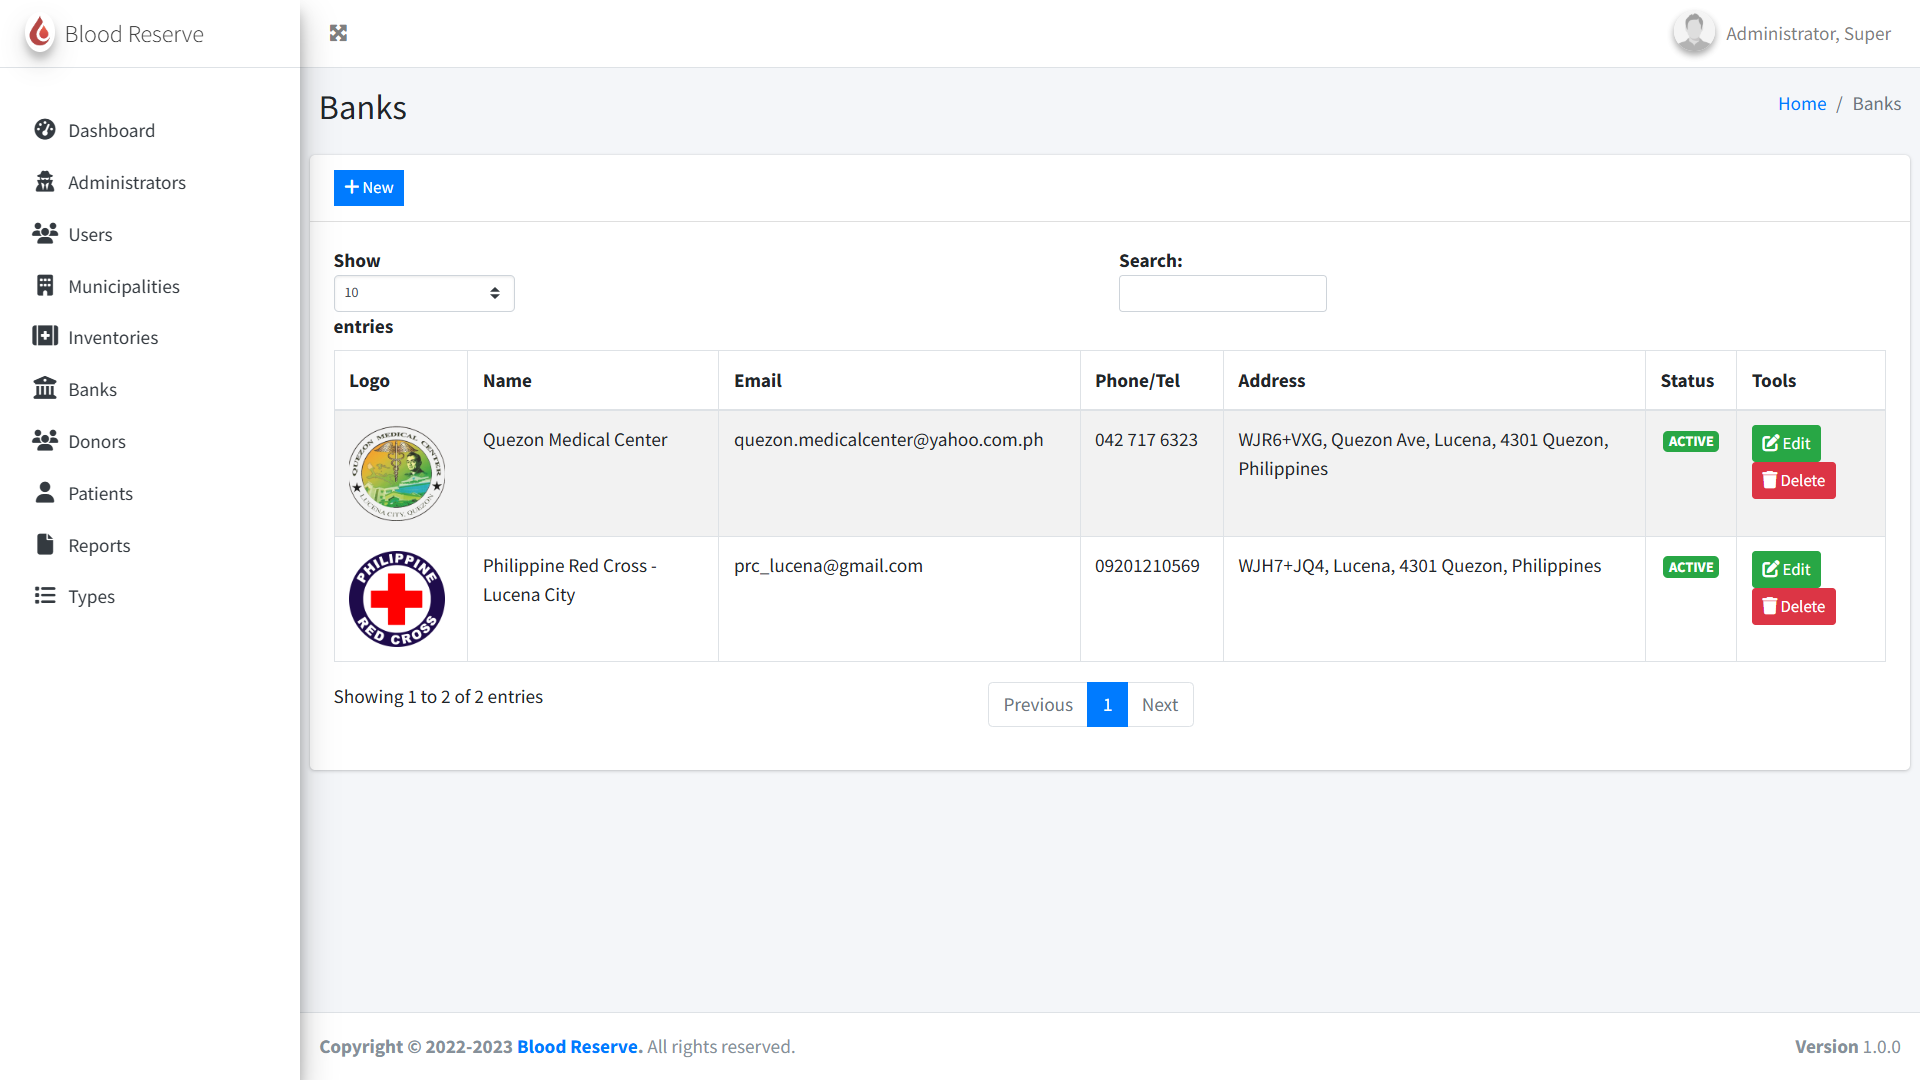 Blood Reserve
Administrator, Super
Dashboard
Administrators
Users
Municipalities
Inventories
Banks
Donors
Patients
Reports
Types
Banks
Home / Banks
New
Show
10
entries
Search:
Logo Name Email Phone/Tel Address Status Tools
QUEZON MEDICAL CENTER
LUCENA CITY, QUEZON
Quezon Medical Center
quezon.medicalcenter@yahoo.com.ph
042 717 6323
WJR6+VXG, Quezon Ave, Lucena, 4301 Quezon,
Philippines
ACTIVE
Edit
Delete
PHILIPPINE
RED CROSS
Philippine Red Cross -
Lucena City
prc_lucena@gmail.com
09201210569
WJH7+JQ4, Lucena, 4301 Quezon, Philippines
ACTIVE
Edit
Delete
Showing 1 to 2 of 2 entries
Previous 1 Next
Copyright © 2022-2023 Blood Reserve. All rights reserved.
Version 1.0.0